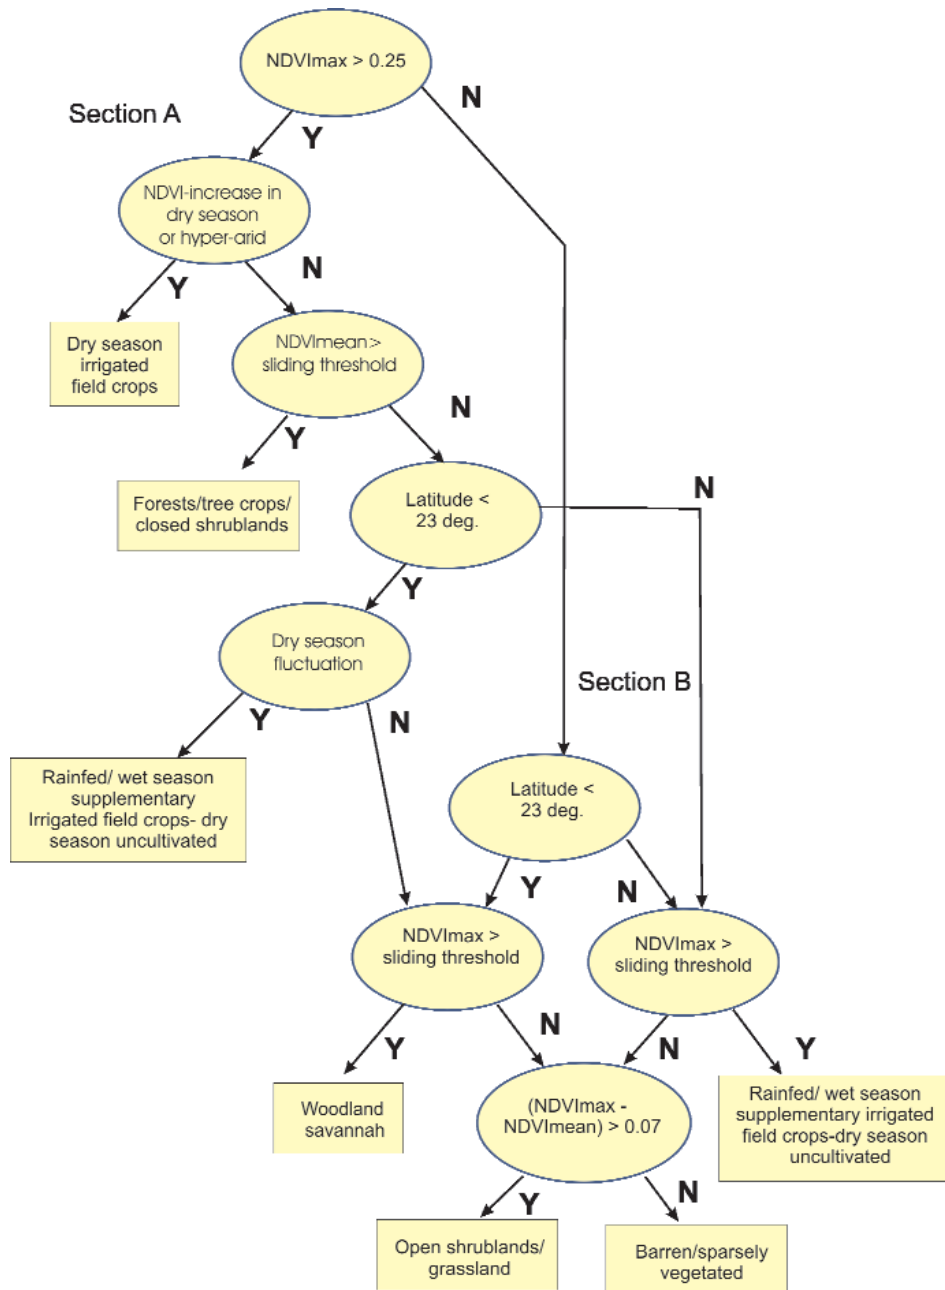 NDVImax > 0.25
N
Section A
Y
NDVI-increase in
dry season
or hyper-arid
N
Y
Dry season
irrigated
field crops
NDVImean>
sliding threshold
N
Y
Forests/tree crops/
closed shrublands
Latitude <
23 deg.
N
Y
Dry season
fluctuation
Section B
Y
N
Rainfed/ wet season
supplementary
Irrigated field crops- dry
season uncultivated
Latitude <
23 deg.
Y
N
NDVImax >
sliding threshold
NDVImax >
sliding threshold
Y
N
N
Y
Woodland
savannah
(NDVImax -
NDVImean) > 0.07
Rainfed/ wet season
supplementary irrigated
field crops-dry season
uncultivated
Y
N
Open shrublands/
grassland
Barren/sparsely
vegetated